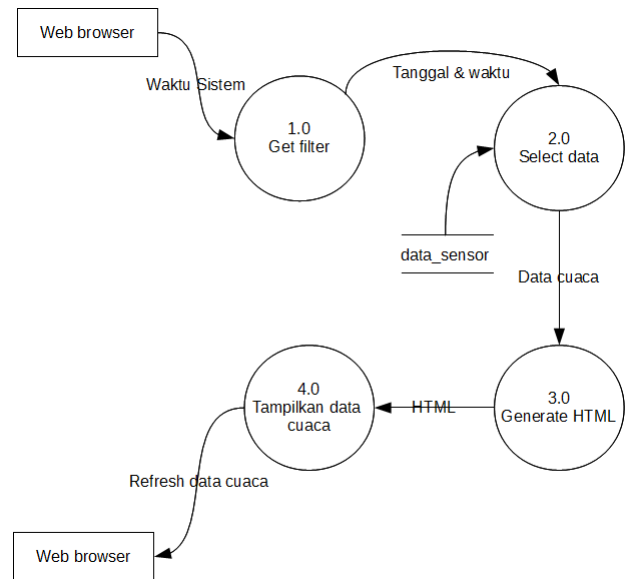 Web browser
Waktu Sistem
1.0
Get filter
Tanggal & waktu
2.0
Select data
data_sensor
Data cuaca
3.0
Generate HTML
HTML
4.0
Tampilkan data
cuaca
Refresh data cuaca
Web browser